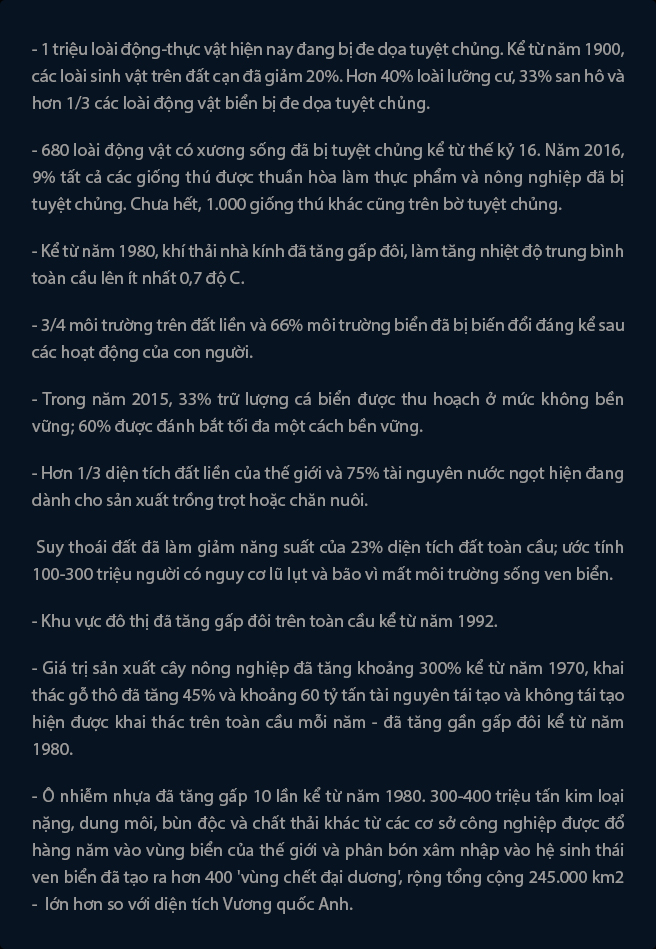 - 1 triệu loài động-thực vật hiện nay đang bị đe dọa tuyệt chủng. Kể từ năm 1900,
các loài sinh vật trên đất cạn đã giảm 20%. Hơn 40% loài lưỡng cư, 33% san hô và
hơn 1/3 các loài động vật biển bị đe dọa tuyệt chủng.
- 680 loài động vật có xương sống đã bị tuyệt chủng kể từ thế kỷ 16. Năm 2016,
9% tất cả các giống thú được thuần hòa làm thực phẩm và nông nghiệp đã bị
tuyệt chủng. Chưa hết, 1.000 giống thú khác cũng trên bờ tuyệt chủng.
- Kể từ năm 1980, khí thải nhà kính đã tăng gấp đôi, làm tăng nhiệt độ trung bình
toàn cầu lên ít nhất 0,7 độ C.
- 3/4 môi trường trên đất liền và 66% môi trường biển đã bị biến đổi đáng kể sau
các hoạt động của con người.
- Trong năm 2015, 33% trữ lượng cá biển được thu hoạch ở mức không bền
vững; 60% được đánh bắt tối đa một cách bền vững.
- Hơn 1/3 diện tích đất liền của thế giới và 75% tài nguyên nước ngọt hiện đang
dành cho sản xuất trồng trọt hoặc chăn nuôi.
Suy thoái đất đã làm giảm năng suất của 23% diện tích đất toàn cầu; ước tính
100-300 triệu người có nguy cơ lũ lụt và bão vì mất môi trường sống ven biển.
- Khu vực đô thị đã tăng gấp đôi trên toàn cầu kể từ năm 1992.
- Giá trị sản xuất cây nông nghiệp đã tăng khoảng 300% kể từ năm 1970, khai
thác gỗ thô đã tăng 45% và khoảng 60 tỷ tấn tài nguyên tái tạo và không tái tạo
hiện được khai thác trên toàn cầu mỗi năm - đã tăng gần gấp đôi kể từ năm
1980.
- Ô nhiễm nhựa đã tăng gấp 10 lần kể từ năm 1980. 300-400 triệu tấn kim loại
nặng, dung môi, bùn độc và chất thải khác từ các cơ sở công nghiệp được đổ
hàng năm vào vùng biển của thế giới và phân bón xâm nhập vào hệ sinh thái
ven biển đã tạo ra hơn 400 'vùng chết đại dương', rộng tổng cộng 245.000 km2
- lớn hơn so với diện tích Vương quốc Anh.